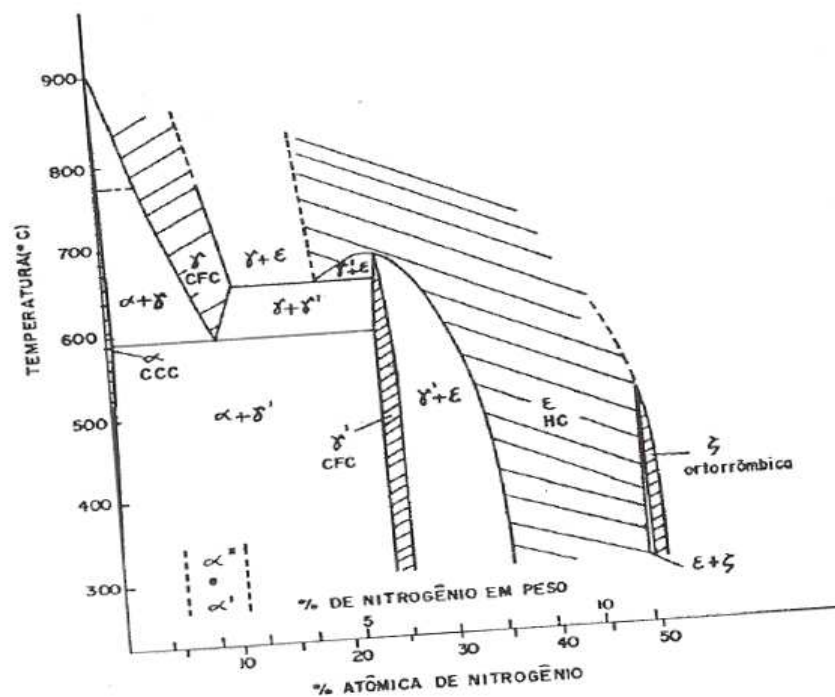 900
800
700
600
500
400
300
TEMPERATURA(° C)
γ
CFC
γ+ε
γ'+ε
α+γ
γ+γ'
α
CCC
α+γ'
γ'
CFC
γ'+ε
ε
HC
ζ
ortorrômbica
ε+ζ
α"
e
α'
% DE NITROGÊNIO EM PESO
5
10
10
20
30
40
50
% ATÔMICA DE NITROGÊNIO